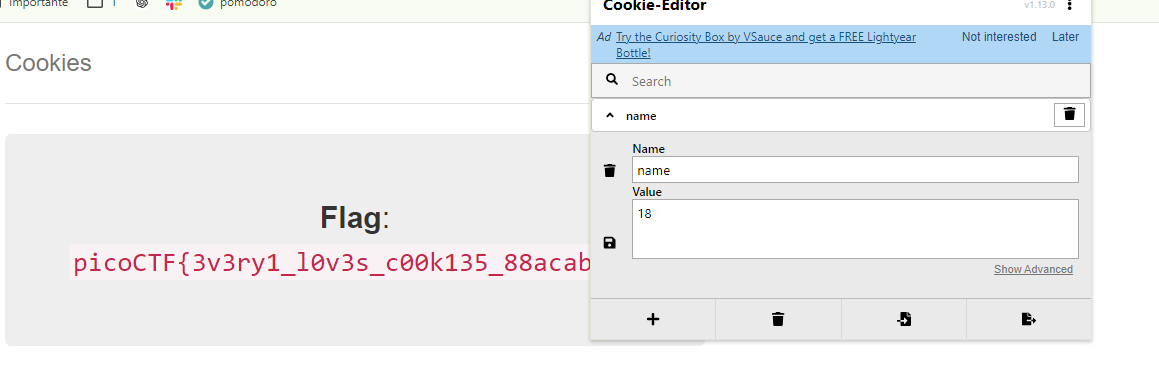 importante 1 pomodoro
Cookie-Editor v1.13.0
Ad Try the Curiosity Box by VSauce and get a FREE Lightyear Bottle! Not interested Later
Search
Cookies
name
Name
name
Value
18
Show Advanced
Flag:
picoCTF{3v3ry1_l0v3s_c00k135_88acab